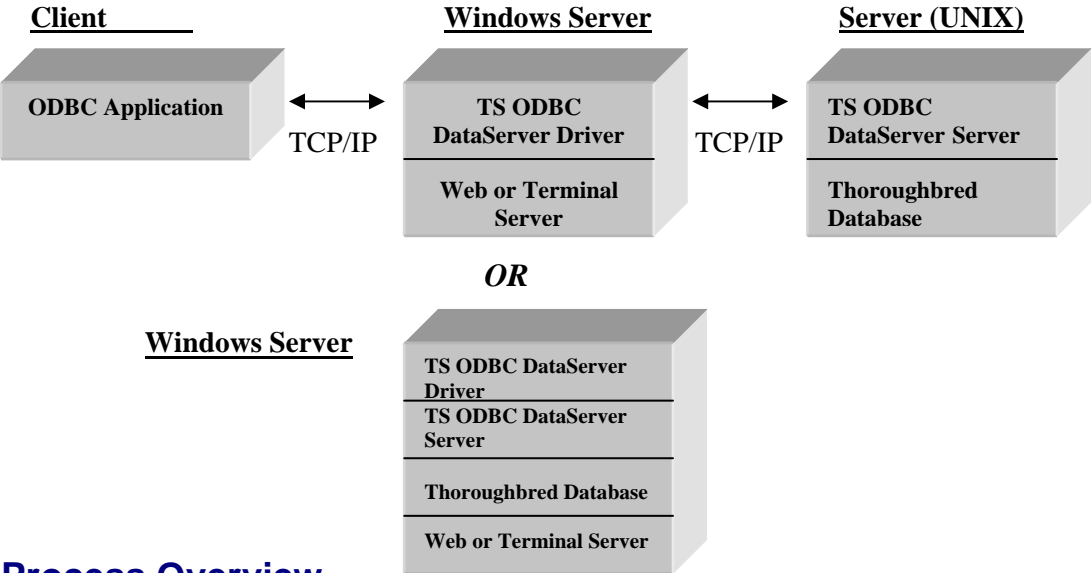 Client
Windows Server
Server (UNIX)
ODBC Application
TCP/IP
TS ODBC
DataServer Driver
Web or Terminal
Server
TCP/IP
TS ODBC
DataServer Server
Thoroughbred
Database
OR
Windows Server
TS ODBC DataServer
Driver
TS ODBC DataServer
Server
Thoroughbred Database
Web or Terminal Server
Process Overview